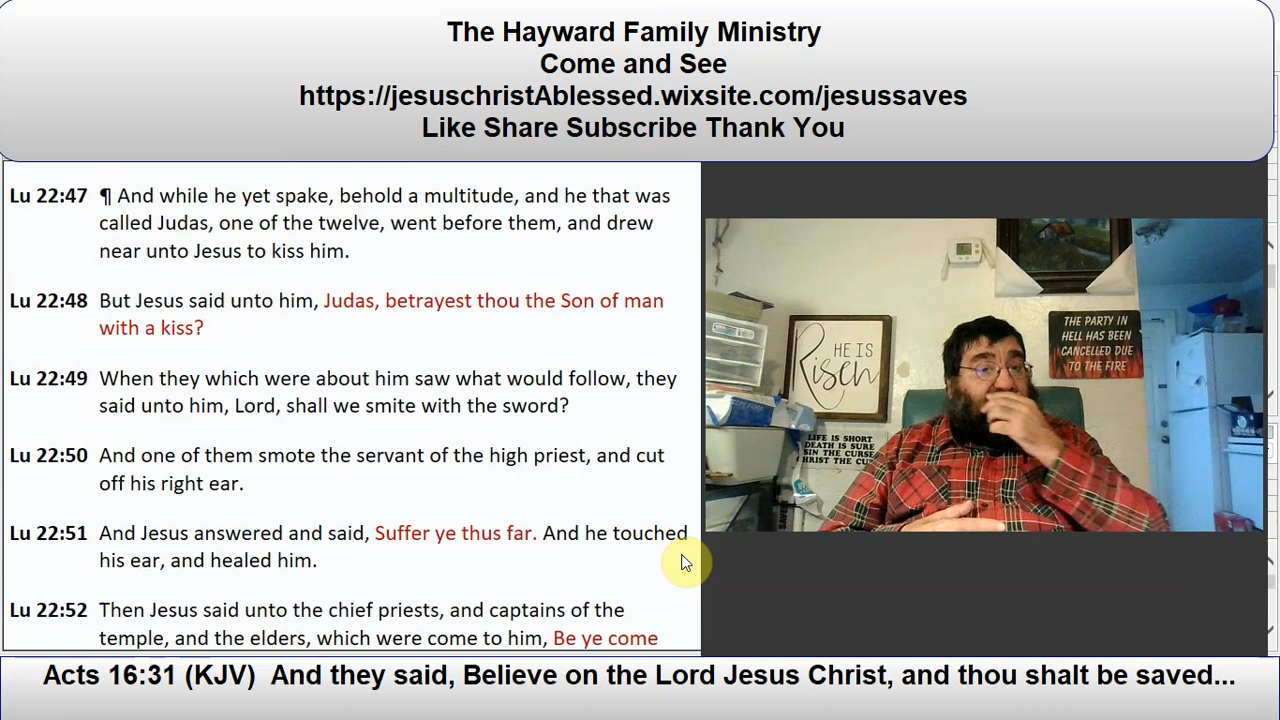 The Hayward Family Ministry
Come and See
https://jesuschristAblessed.wixsite.com/jesussaves
Like Share Subscribe Thank You
Lu 22:47 ¶ And while he yet spake, behold a multitude, and he that was
called Judas, one of the twelve, went before them, and drew
near unto Jesus to kiss him.
Lu 22:48 But Jesus said unto him, Judas, betrayest thou the Son of man
with a kiss?
Lu 22:49 When they which were about him saw what would follow, they
said unto him, Lord, shall we smite with the sword?
Lu 22:50 And one of them smote the servant of the high priest, and cut
off his right ear.
Lu 22:51 And Jesus answered and said, Suffer ye thus far. And he touched
his ear, and healed him.
Lu 22:52 Then Jesus said unto the chief priests, and captains of the
temple, and the elders, which were come to him, Be ye come
HE IS
Risen
THE PARTY IN
HELL HAS BEEN
CANCELLED DUE
TO THE FIRE
LIFE IS SHORT
DEATH IS SURE
SIN THE CURSE
CHRIST THE CU
Acts 16:31 (KJV) And they said, Believe on the Lord Jesus Christ, and thou shalt be saved...